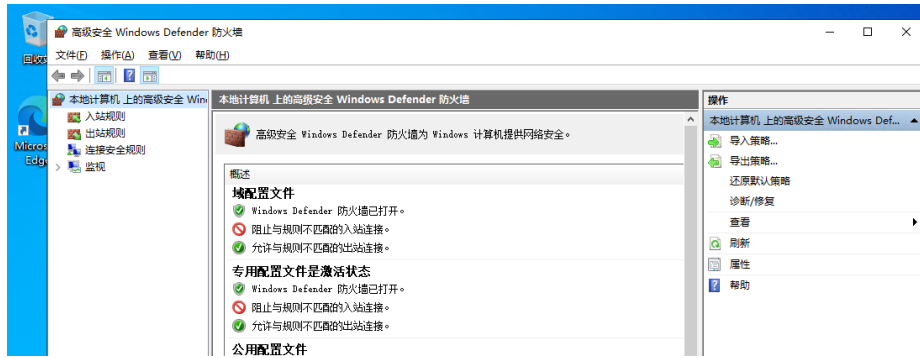 高级安全 Windows Defender 防火墙
文件(F) 操作(A) 查看(V) 帮助(H)
回收
Micros
Edg
本地计算机 上的高级安全 Win
入站规则
出站规则
连接安全规则
监视
本地计算机 上的高级安全 Windows Defender 防火墙
高级安全 Windows Defender 防火墙为 Windows 计算机提供网络安全。
概述
域配置文件
Windows Defender 防火墙已打开。
阻止与规则不匹配的入站连接。
允许与规则不匹配的出站连接。
专用配置文件是激活状态
Windows Defender 防火墙已打开。
阻止与规则不匹配的入站连接。
允许与规则不匹配的出站连接。
公用配置文件
操作
本地计算机 上的高级安全 Windows Def...
导入策略...
导出策略...
还原默认策略
诊断/修复
查看
刷新
属性
帮助